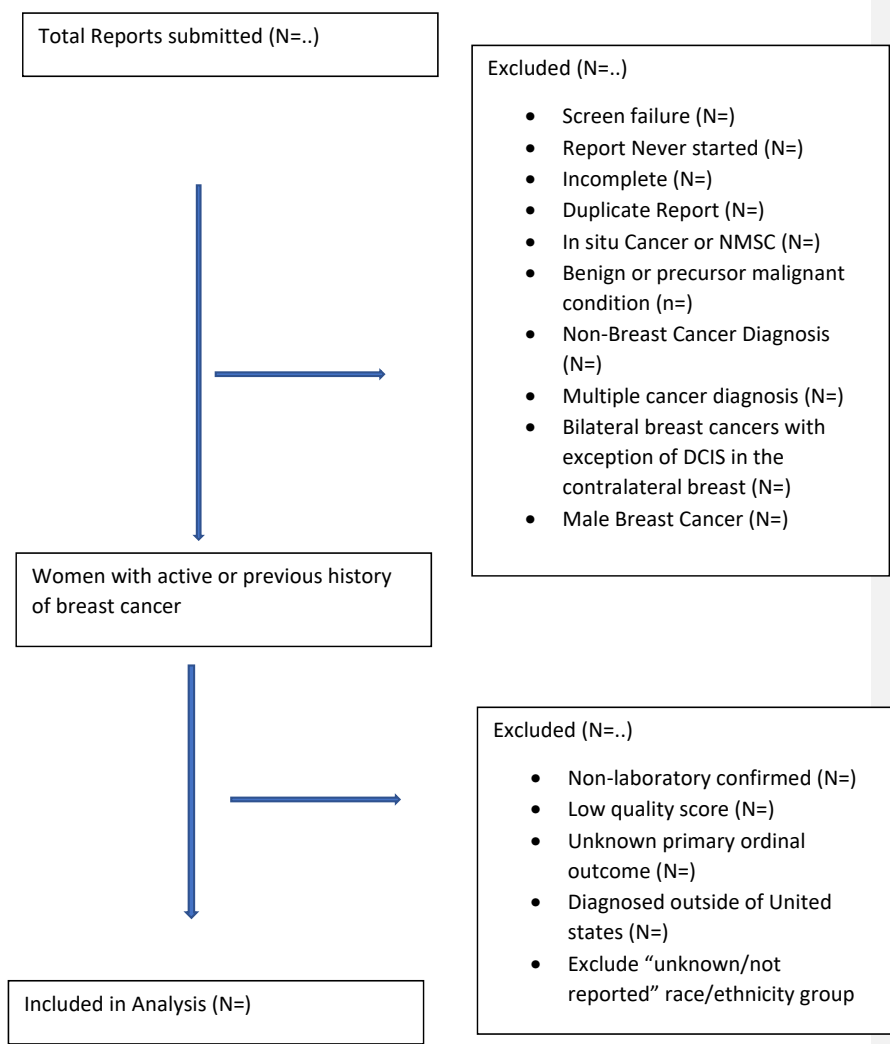 Total Reports submitted (N=..)
Excluded (N=..)
• Screen failure (N=)
• Report Never started (N=)
• Incomplete (N=)
• Duplicate Report (N=)
• In situ Cancer or NMSC (N=)
• Benign or precursor malignant
condition (n=)
• Non-Breast Cancer Diagnosis
(N=)
• Multiple cancer diagnosis (N=)
• Bilateral breast cancers with
exception of DCIS in the
contralateral breast (N=)
• Male Breast Cancer (N=)
Women with active or previous history
of breast cancer
Excluded (N=..)
• Non-laboratory confirmed (N=)
• Low quality score (N=)
• Unknown primary ordinal
outcome (N=)
• Diagnosed outside of United
states (N=)
• Exclude “unknown/not
reported” race/ethnicity group
Included in Analysis (N=)